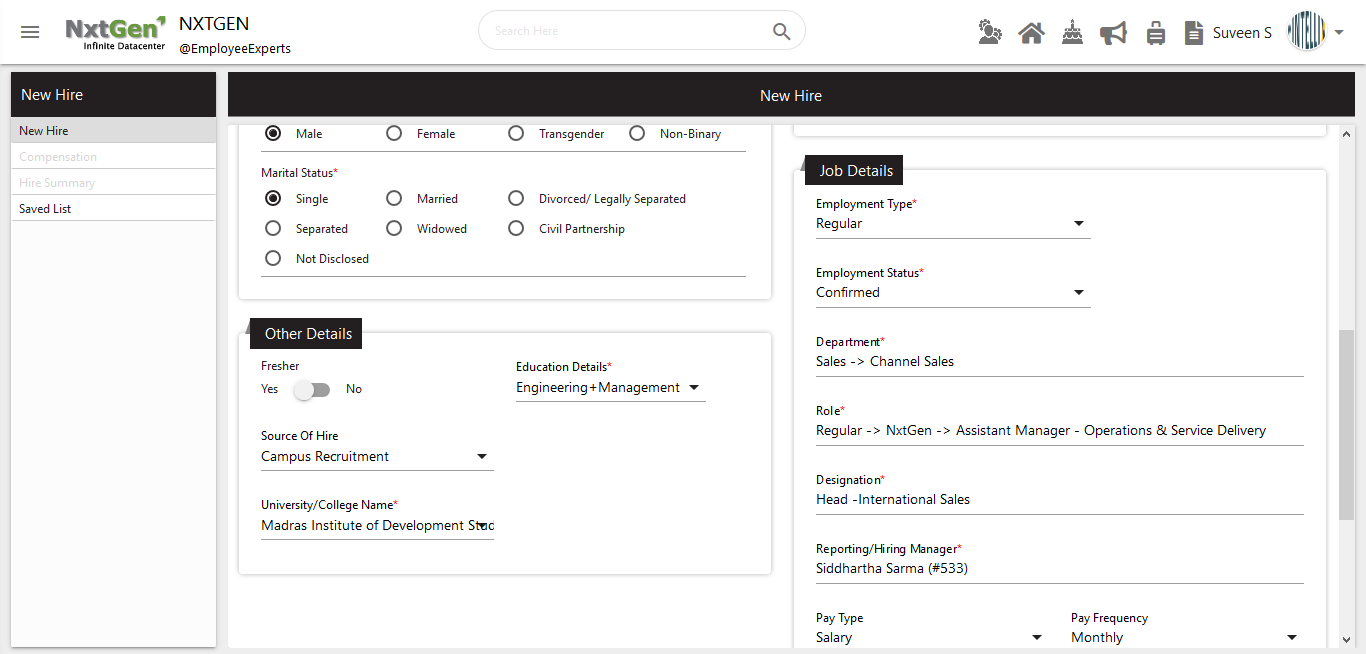 NxtGen
Infinite Datacenter
NXTGEN
@EmployeeExperts
Search Here
Suveen S
New Hire
New Hire
Compensation
Hire Summary
Saved List
New Hire
Male Female Transgender Non-Binary
Marital Status*
Single Married Divorced/ Legally Separated
Separated Widowed Civil Partnership
Not Disclosed
Other Details
Fresher
Yes No
Education Details*
Engineering+Management
Source Of Hire
Campus Recruitment
University/College Name*
Madras Institute of Development Stud
Job Details
Employment Type*
Regular
Employment Status*
Confirmed
Department*
Sales -> Channel Sales
Role*
Regular -> NxtGen -> Assistant Manager - Operations & Service Delivery
Designation*
Head -International Sales
Reporting/Hiring Manager*
Siddhartha Sarma (#533)
Pay Type Pay Frequency
Salary Monthly